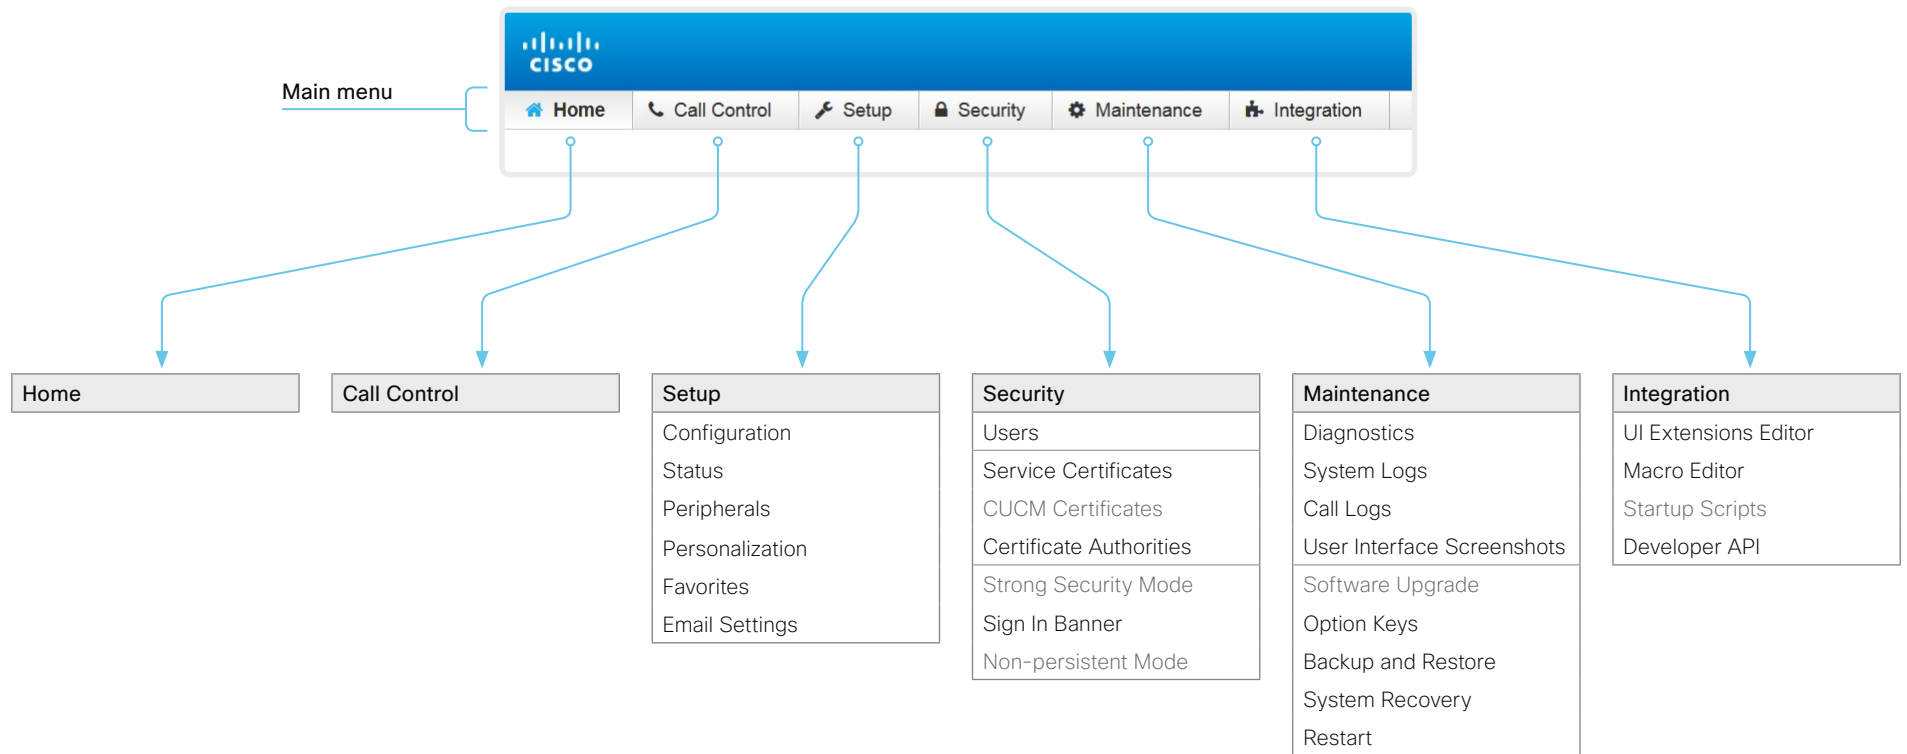 CISCO
Main menu
Home
Call Control
Setup
Security
Maintenance
Integration
Home
Call Control
Setup
Configuration
Status
Peripherals
Personalization
Favorites
Email Settings
Security
Users
Service Certificates
CUCM Certificates
Certificate Authorities
Strong Security Mode
Sign In Banner
Non-persistent Mode
Maintenance
Diagnostics
System Logs
Call Logs
User Interface Screenshots
Software Upgrade
Option Keys
Backup and Restore
System Recovery
Restart
Integration
UI Extensions Editor
Macro Editor
Startup Scripts
Developer API